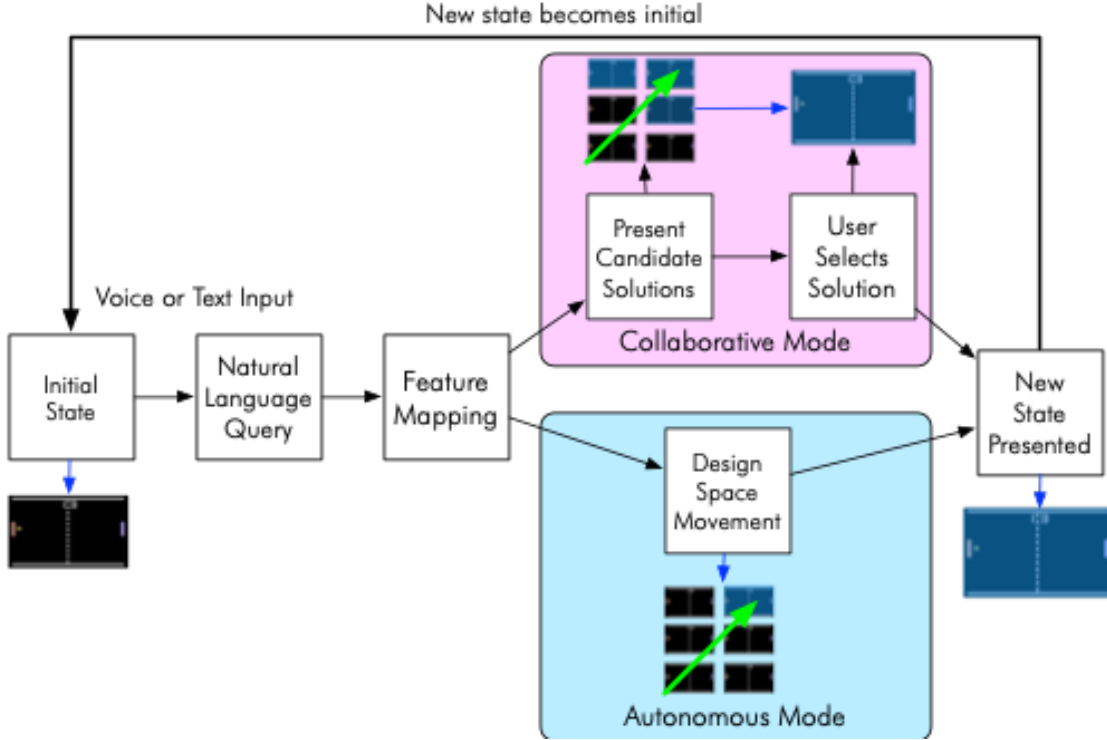 New state becomes initial
Voice or Text Input
Initial
State
Natural
Language
Query
Feature
Mapping
Present
Candidate
Solutions
User
Selects
Solution
Collaborative Mode
Design
Space
Movement
Autonomous Mode
New
State
Presented